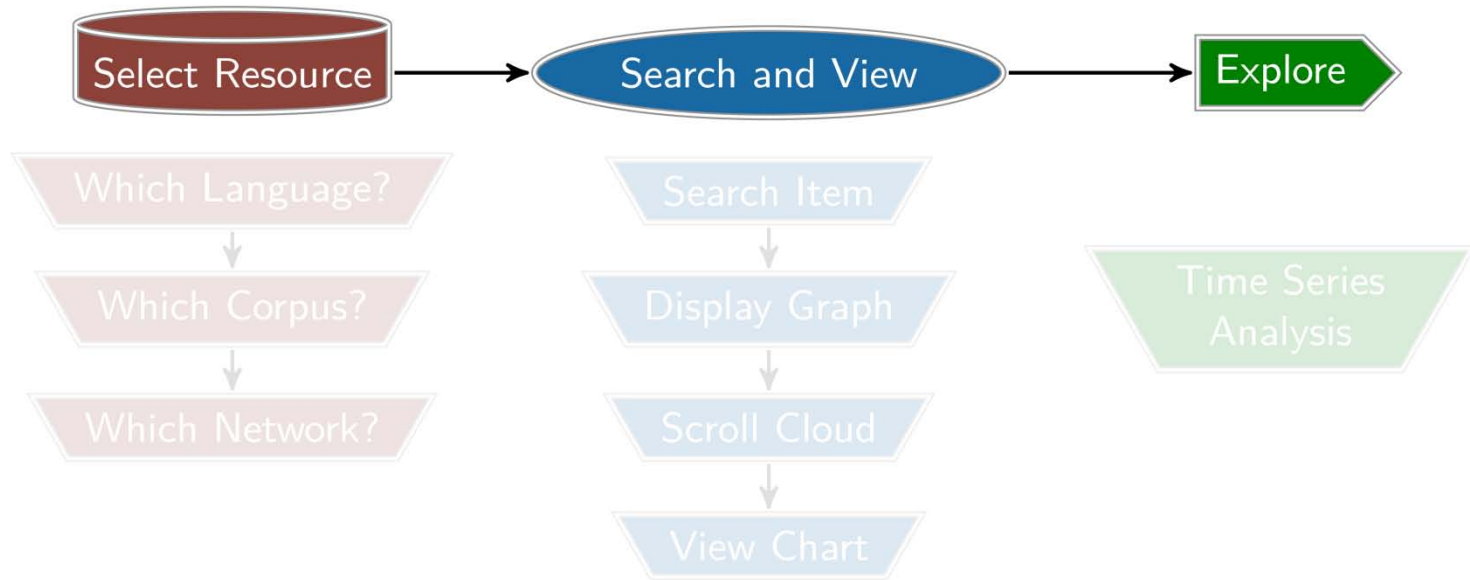 Select Resource
Search and View
Explore
Which Language?
Which Corpus?
Which Network?
Search Item
Display Graph
Scroll Cloud
View Chart
Time Series
Analysis